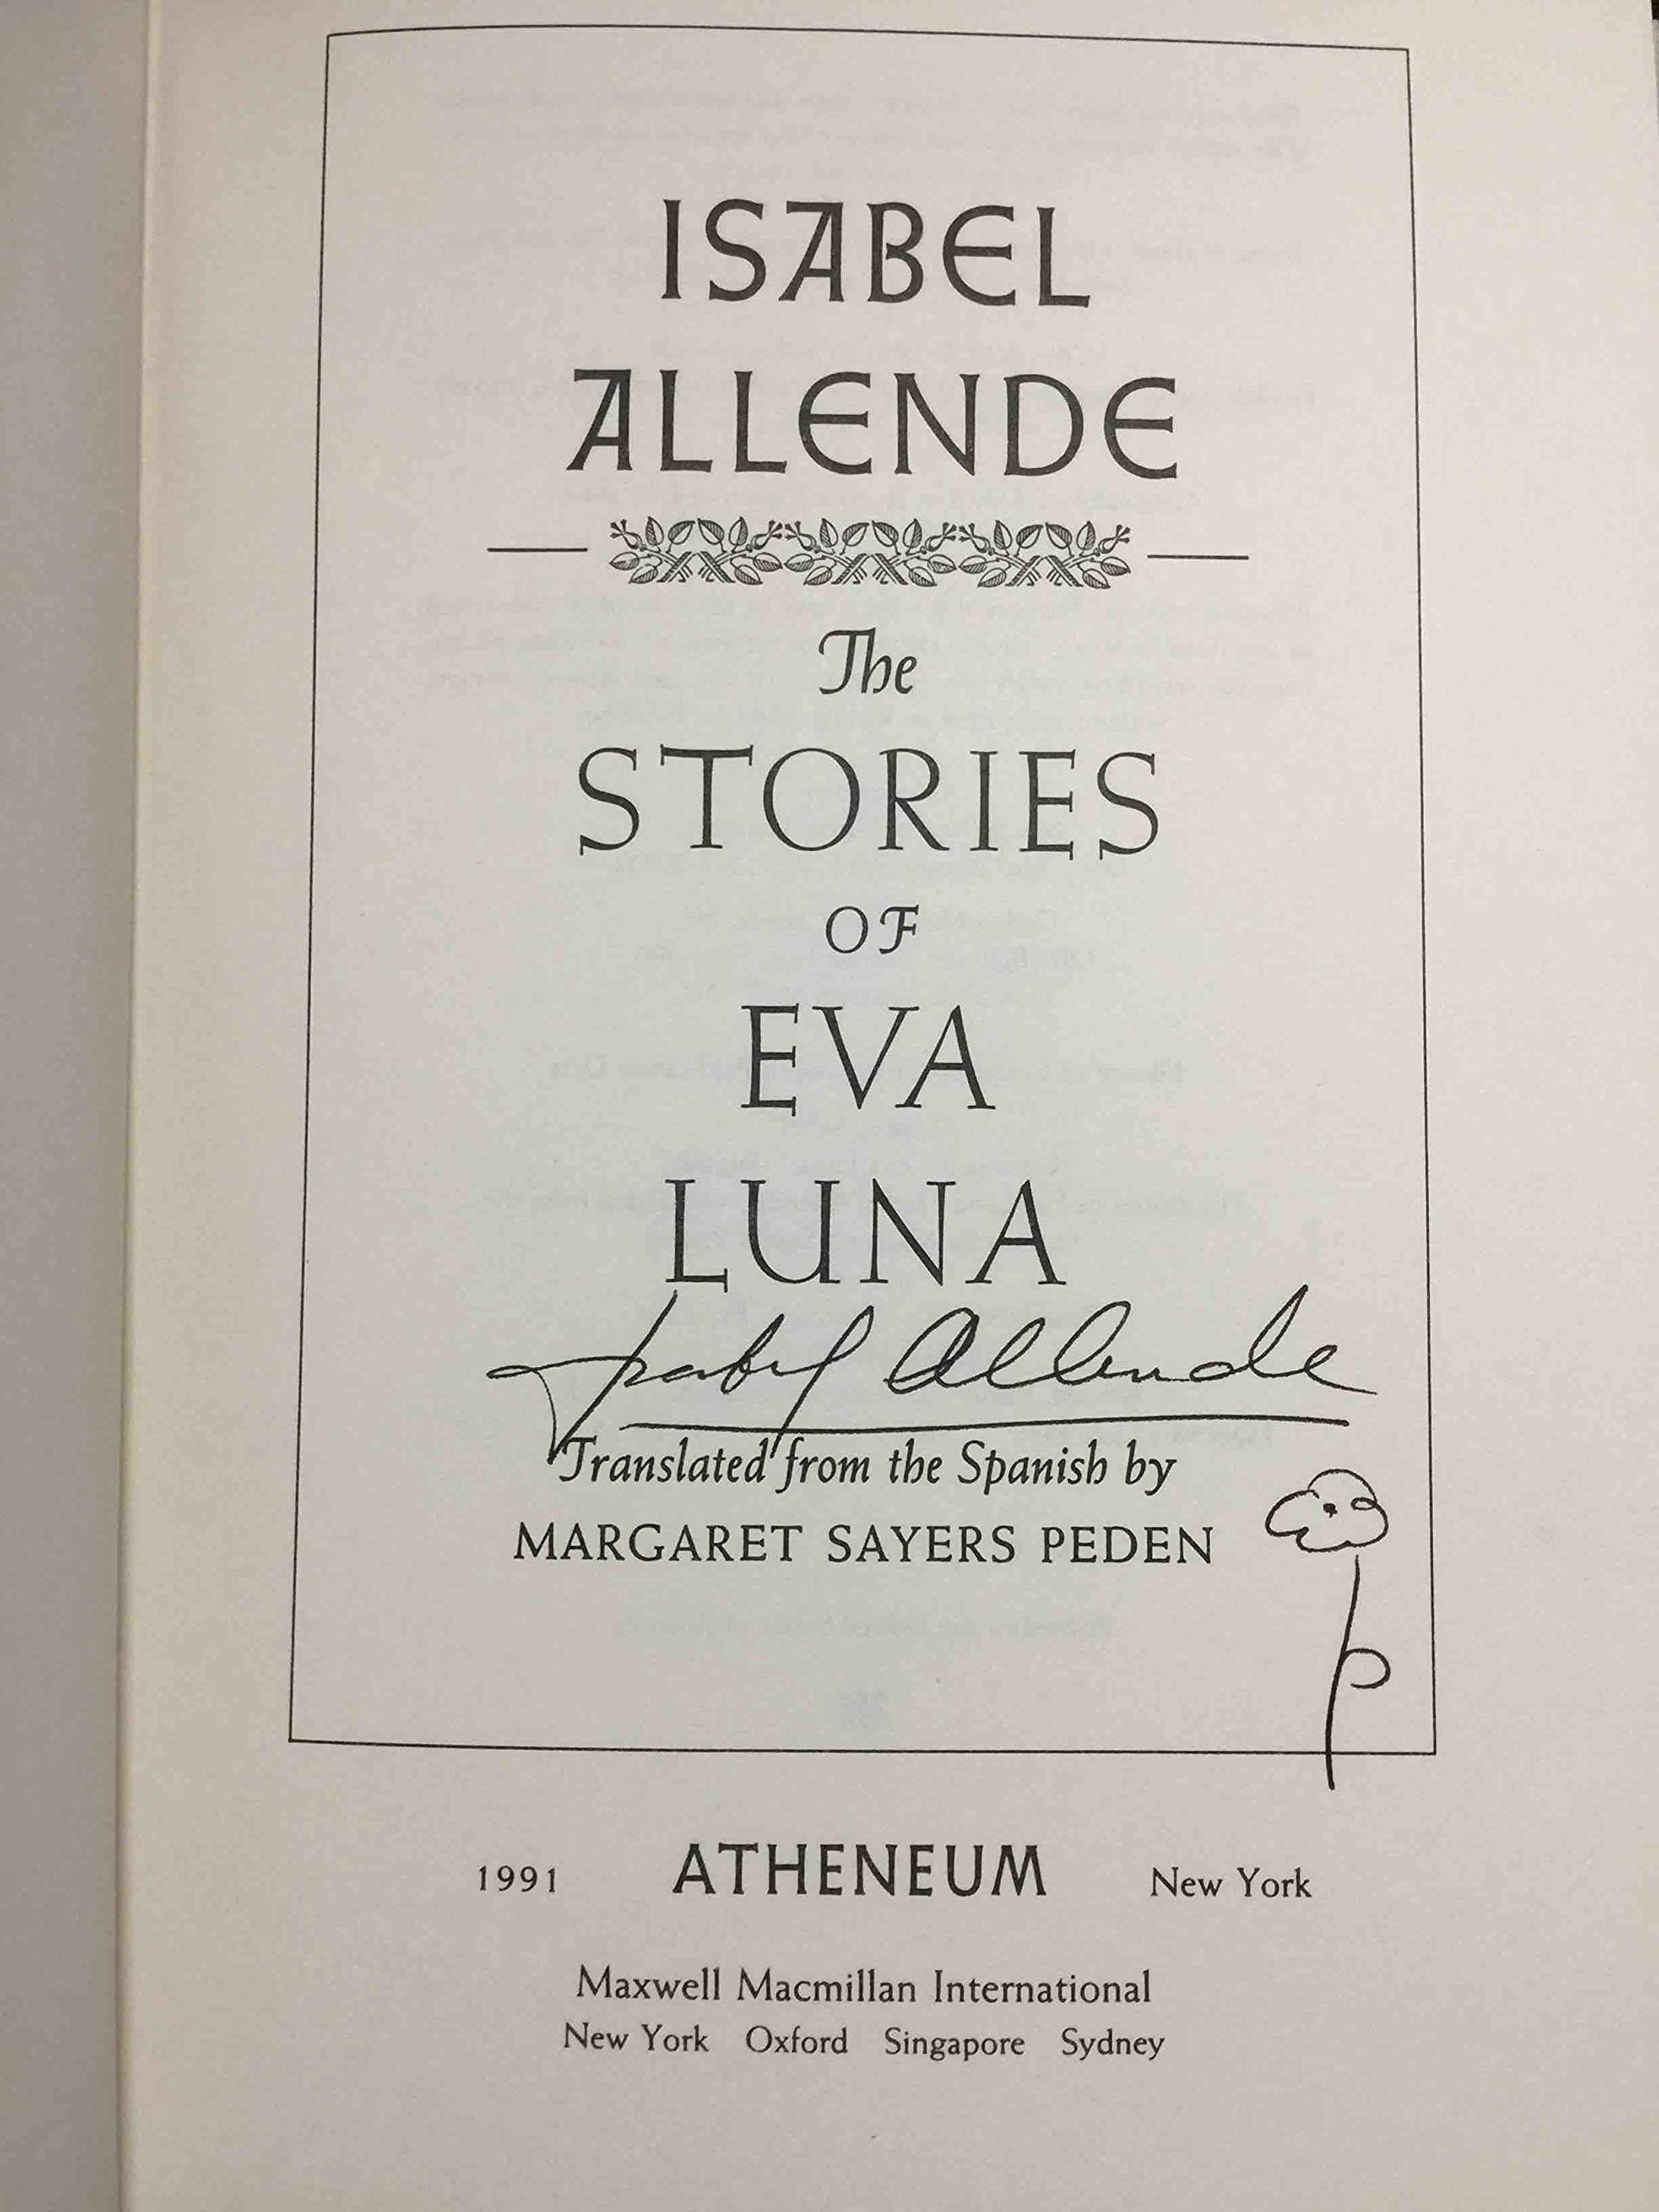 ISABEL
ALLENDE
The
STORIES
OF
EVA
LUNA
Isabel Allende
Translated from the Spanish by
MARGARET SAYERS PEDEN
1991 ATHENEUM New York
Maxwell Macmillan International
New York Oxford Singapore Sydney